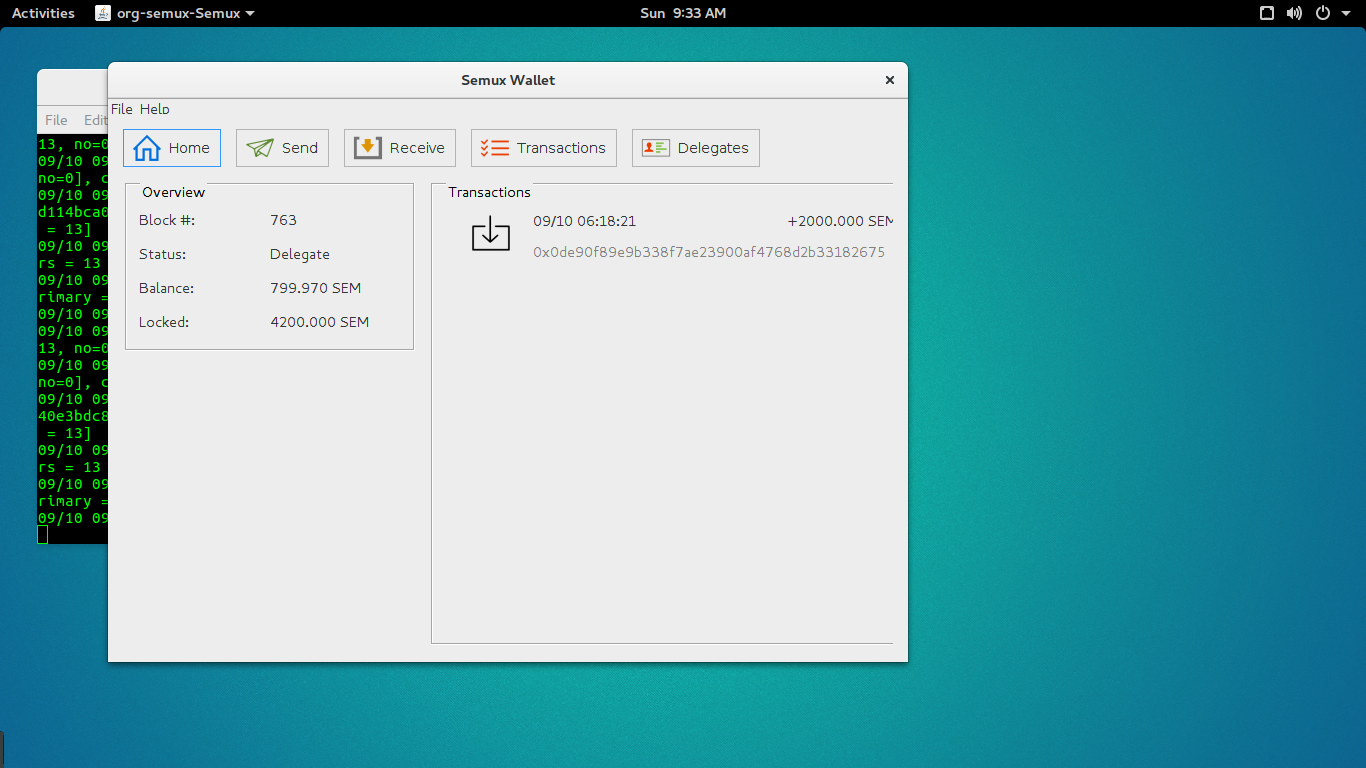 Activities org-semux-Semux Sun 9:33 AM
Semux Wallet
File Edit
File Help
Home Send Receive Transactions Delegates
Overview
Block #: 763
Status: Delegate
Balance: 799.970 SEM
Locked: 4200.000 SEM
Transactions
09/10 06:18:21 +2000.000 SEM
0x0de90f89e9b338f7ae23900af4768d2b33182675
13, no=0
09/10 09
no=0], c
09/10 09
d114bca0
= 13]
09/10 09
rs = 13
09/10 09
rimary =
09/10 09
09/10 09
13, no=0
09/10 09
no=0], c
09/10 09
40e3bdc8
= 13]
09/10 09
rs = 13
09/10 09
rimary =
09/10 09